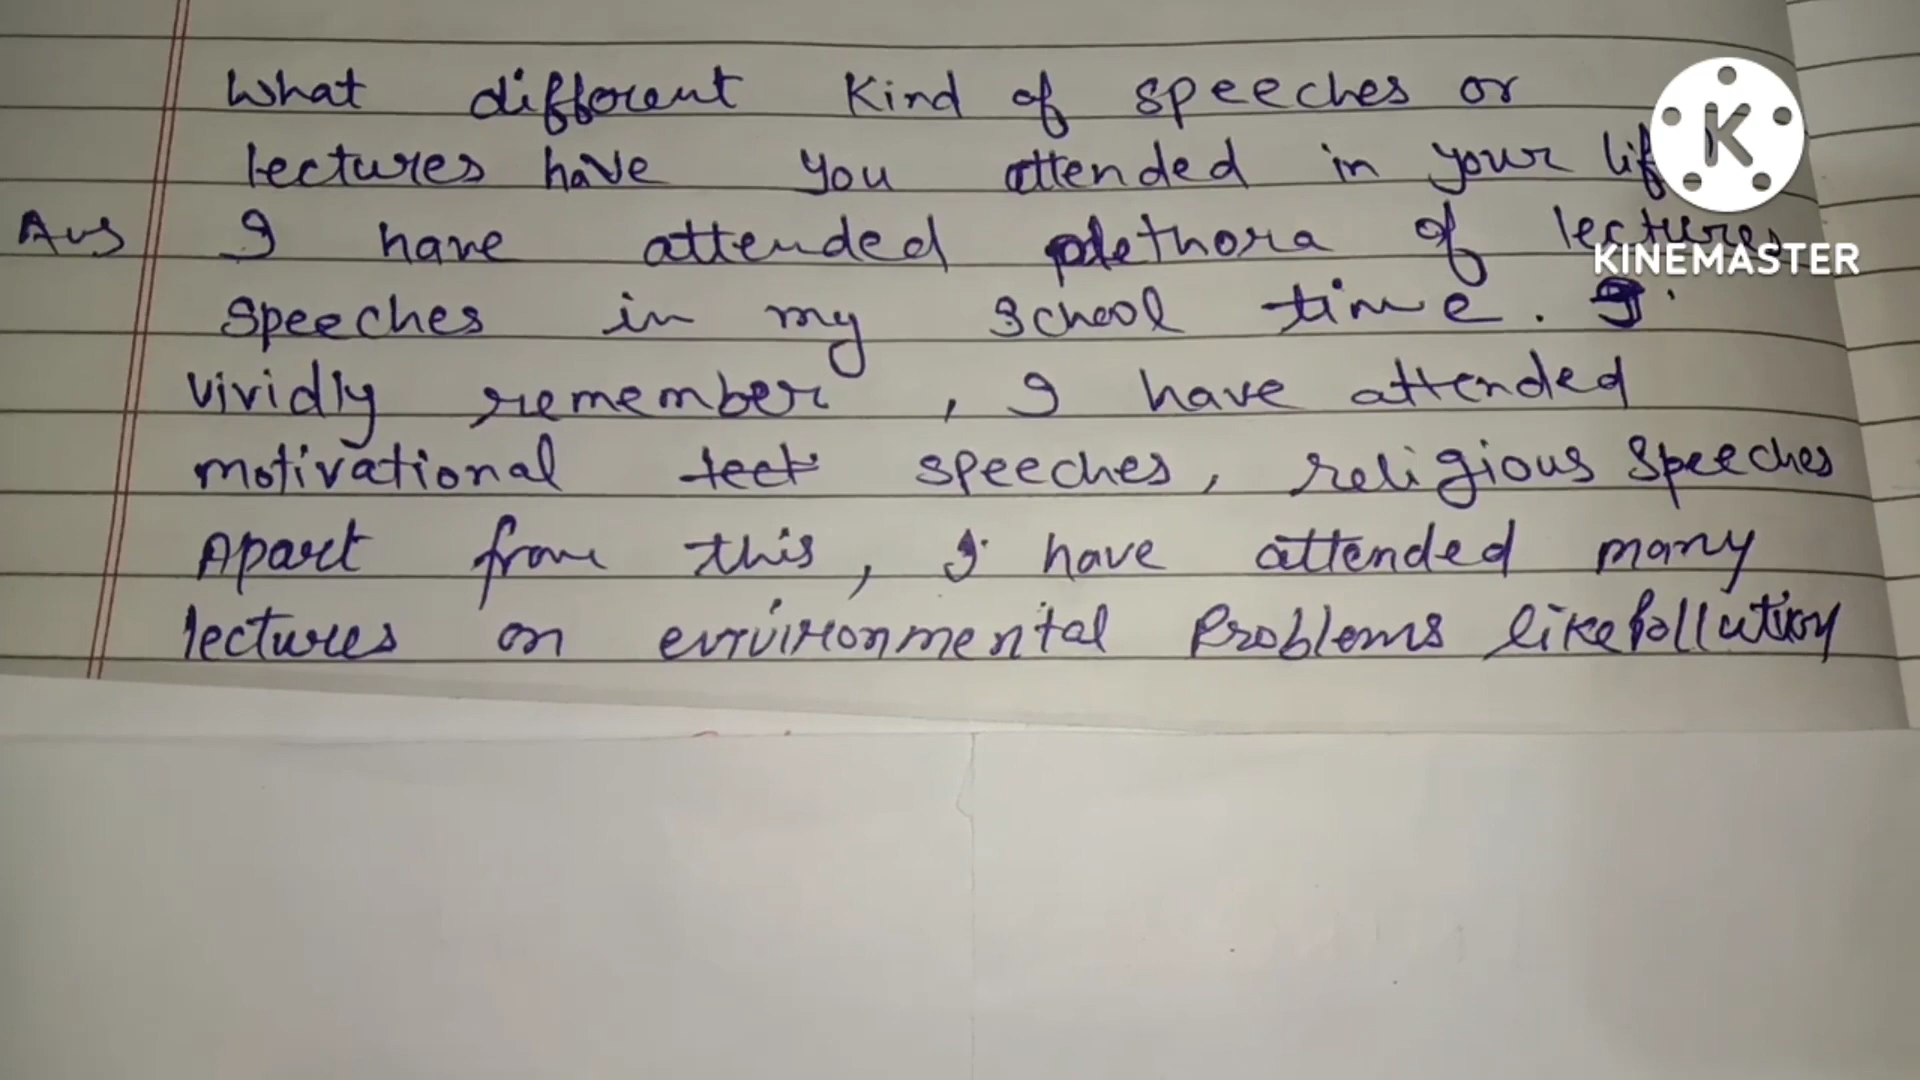 What different kind of speeches or
lectures have you attended in your lif
Ans I have attended plethora of lectures
speeches in my school time. I
vividly remember, I have attended
motivational tect speeches, religious speeches
Apart from this, I have attended many
lectures on environmental problems like pollution
K
KINEMASTER